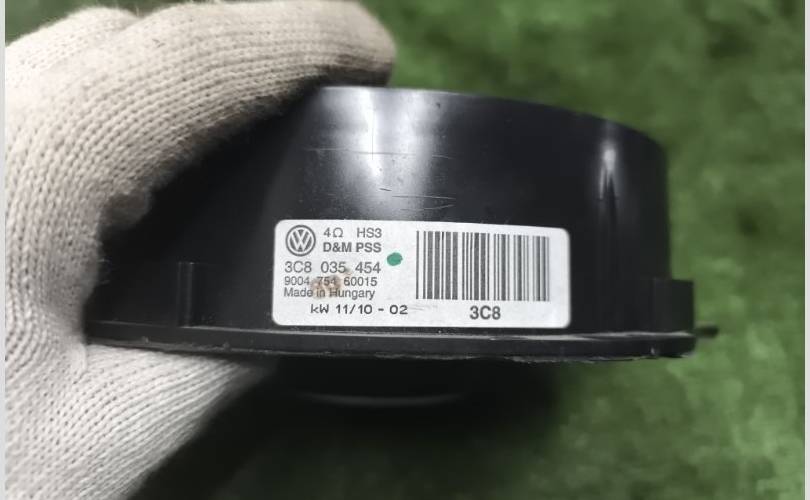 4Ω HS3
D&M PSS
3C8 035 454
9004 754 60015
Made in Hungary
kW 11/10 - 02
3C8